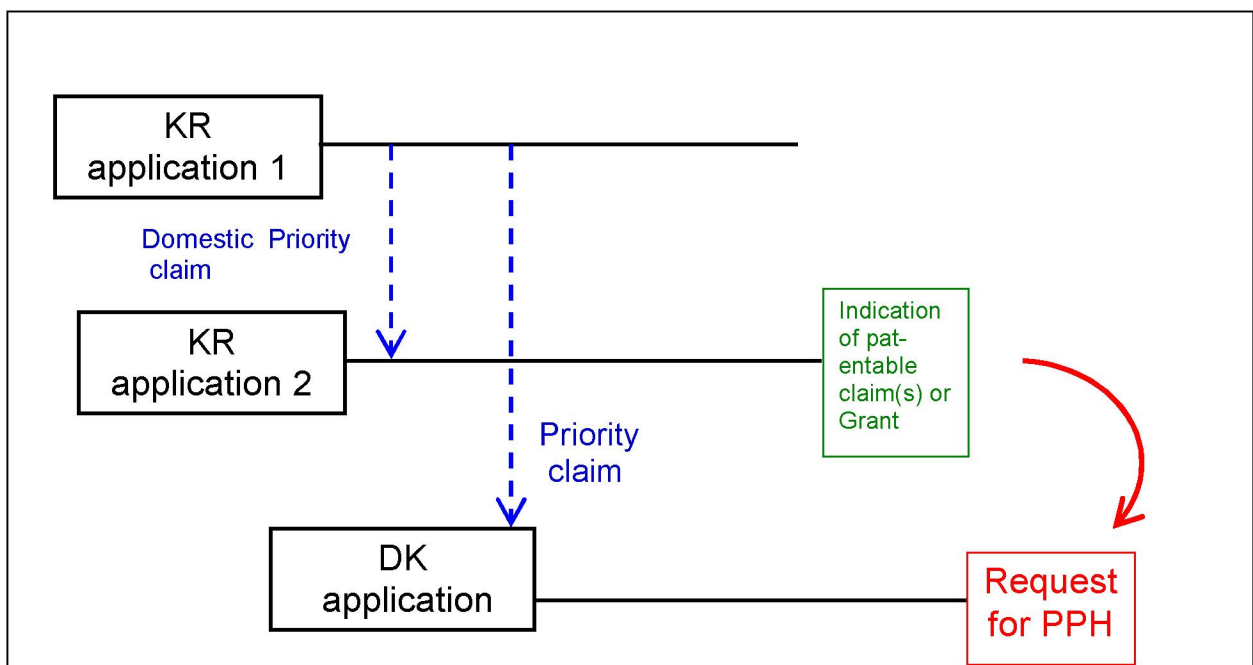 KR
application 1
Domestic Priority
claim
KR
application 2
Indication
of pat-
entable
claim(s) or
Grant
Priority
claim
DK
application
Request
for PPH